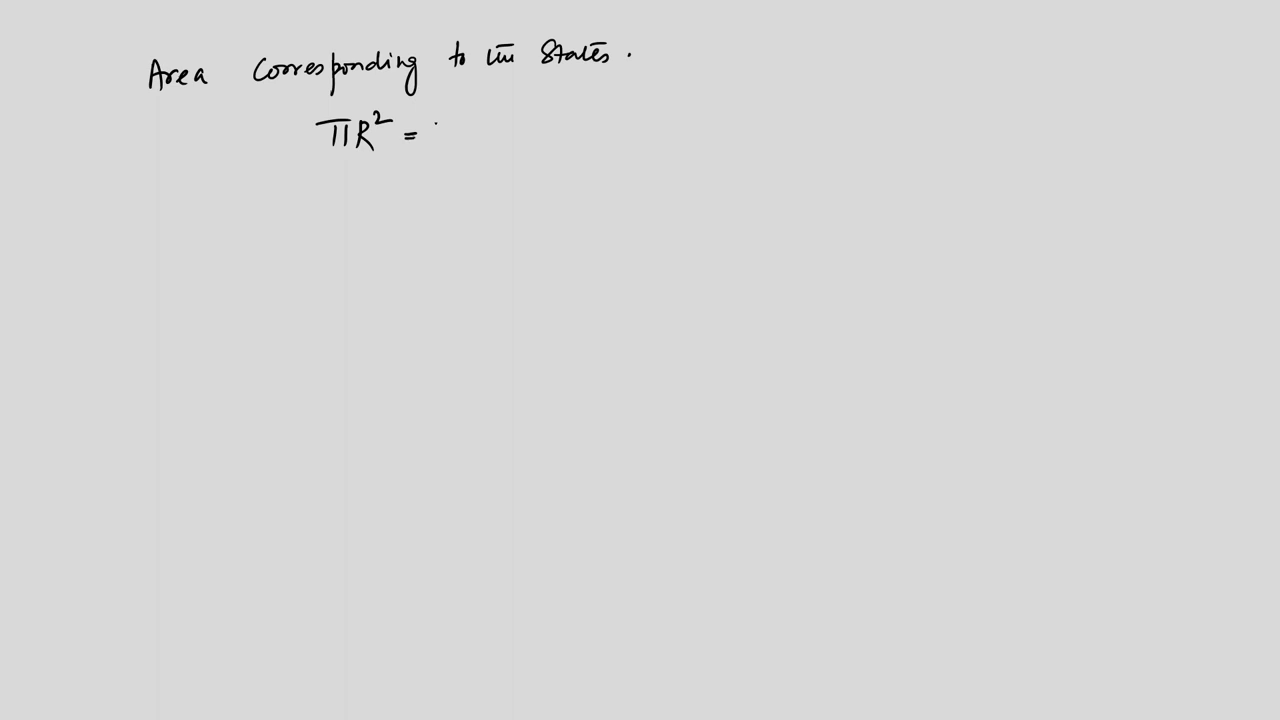 Area Corresponding to the States.
πR² =